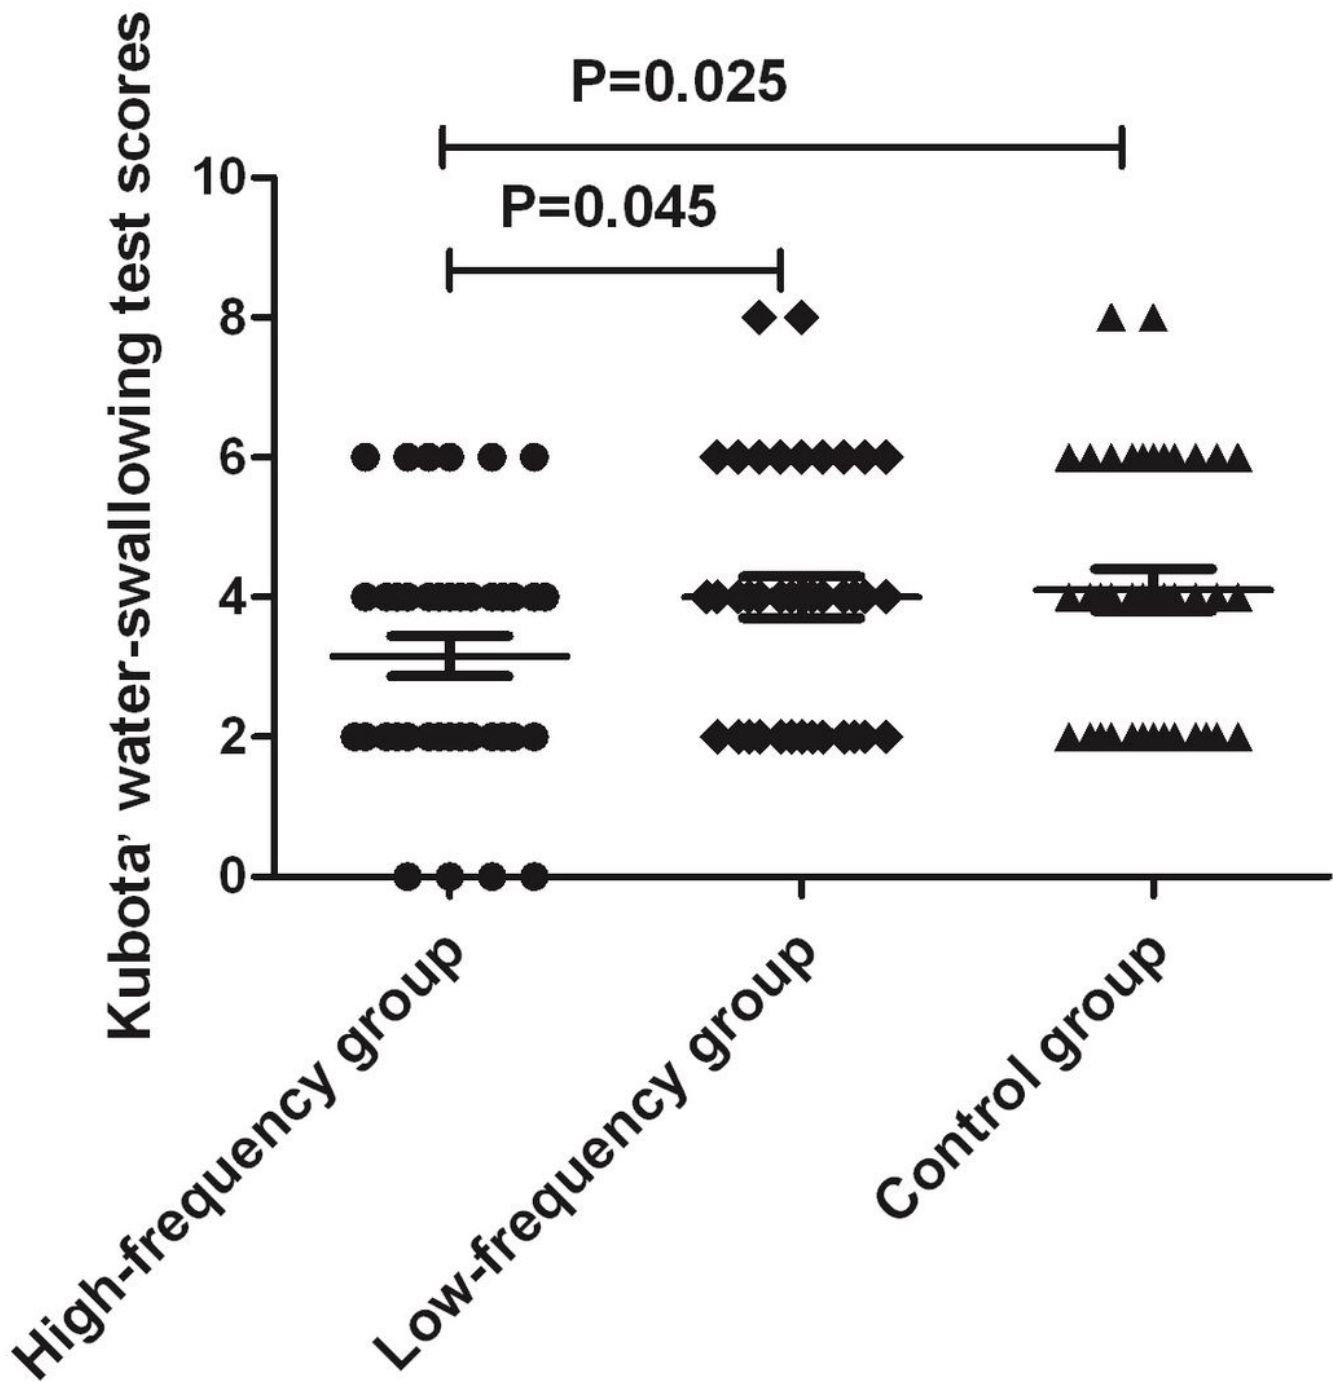 Kubota' water-swallowing test scores
P=0.025
P=0.045
10
8
6
4
2
0
High-frequency group
Low-frequency group
Control group